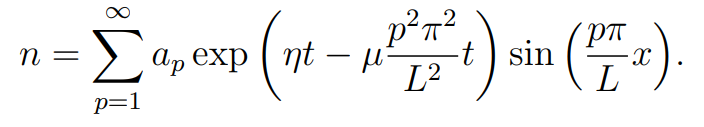 n = \sum_{p=1}^{\infty} a_p \exp\left(\eta t - \mu \frac{p^2 \pi^2}{L^2} t\right) \sin\left(\frac{p\pi}{L} x\right).